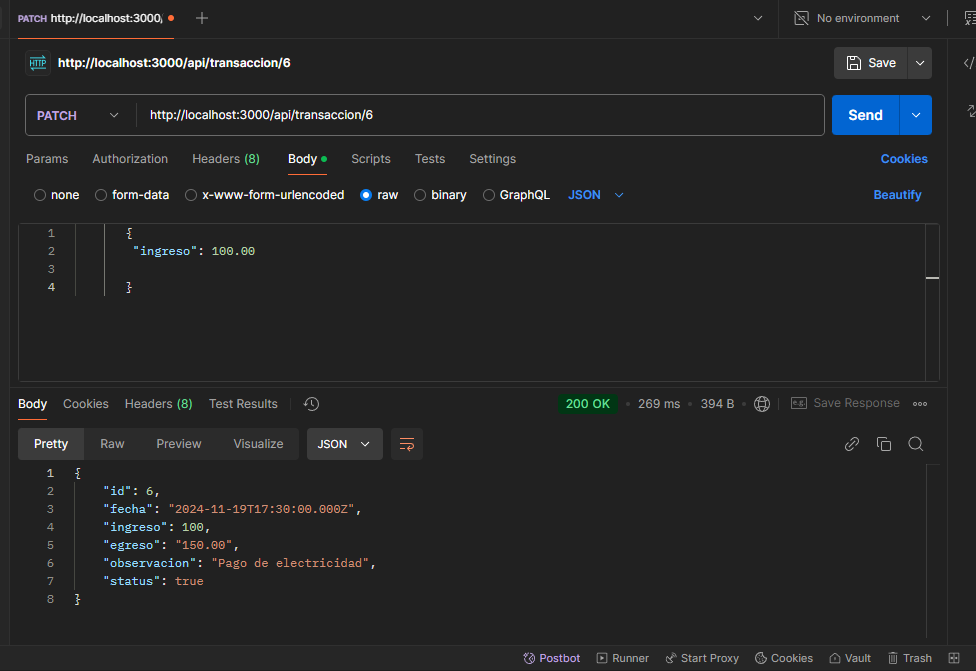 PATCH http://localhost:3000/
No environment
HTTP http://localhost:3000/api/transaccion/6
Save
PATCH http://localhost:3000/api/transaccion/6
Send
Params Authorization Headers (8) Body Scripts Tests Settings Cookies
none form-data x-www-form-urlencoded raw binary GraphQL JSON Beautify
1 {
2 "ingreso": 100.00
3
4 }
Body Cookies Headers (8) Test Results 200 OK 269 ms 394 B e.g. Save Response
Pretty Raw Preview Visualize JSON
1 {
2 "id": 6,
3 "fecha": "2024-11-19T17:30:00.000Z",
4 "ingreso": 100,
5 "egreso": "150.00",
6 "observacion": "Pago de electricidad",
7 "status": true
8 }
Postbot Runner Start Proxy Cookies Vault Trash